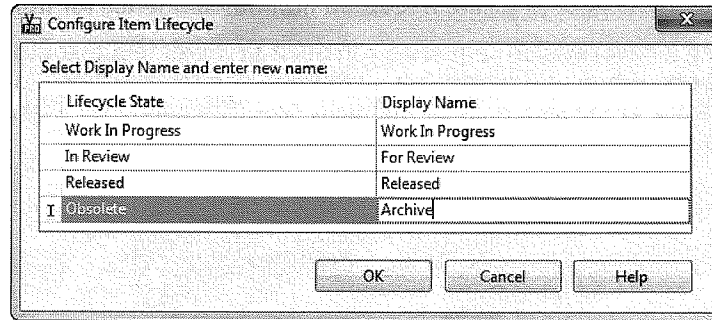 Configure Item Lifecycle
Select Display Name and enter new name:
Lifecycle State Display Name
Work In Progress Work In Progress
In Review For Review
Released Released
Obsolete Archive
OK Cancel Help